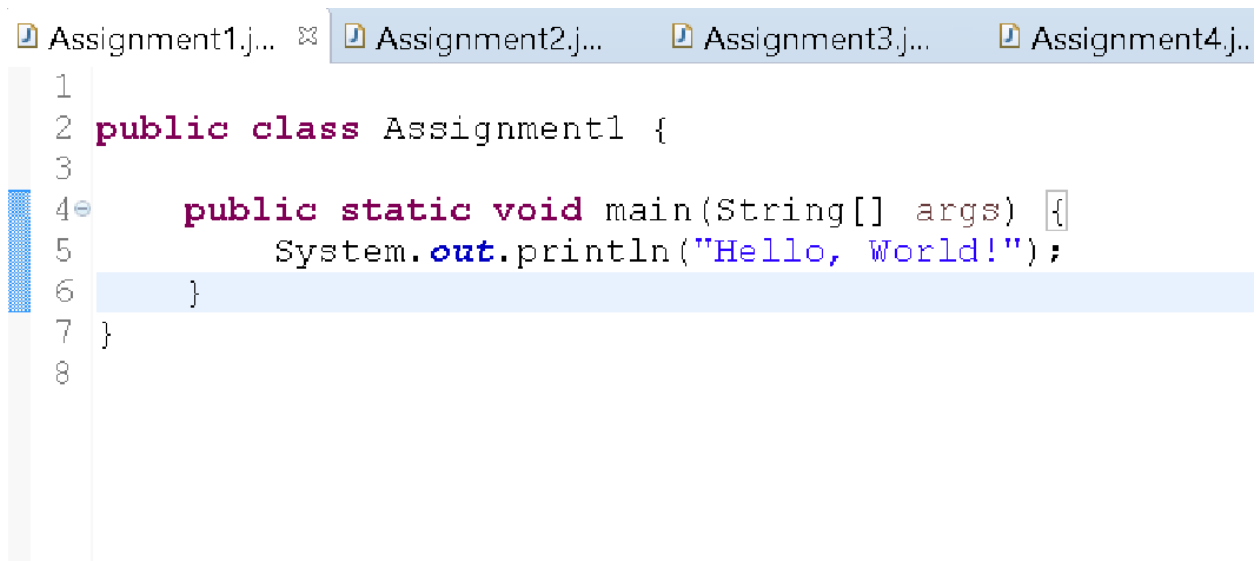 Assignment1.j... Assignment2.j... Assignment3.j... Assignment4.j...
1
2 public class Assignment1 {
3
4 public static void main(String[] args) {
5 System.out.println("Hello, World!");
6 }
7 }
8